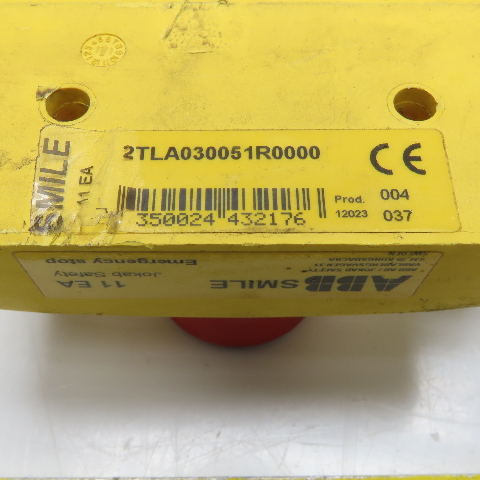 SMILE
11 EA
2TLA030051R0000
350024 432176
Prod. 004
12023 037
CE
ABB SMILE
11 EA
Jokab Safety
Emergency stop